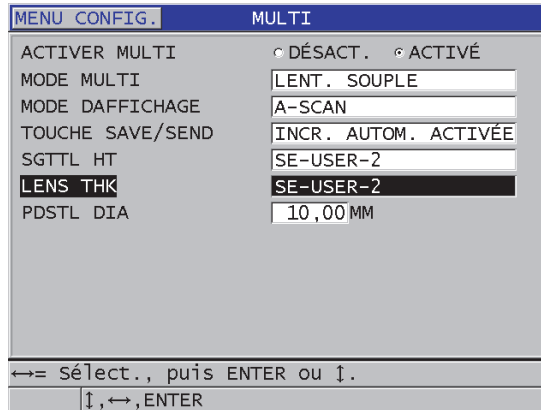 MENU CONFIG. MULTI
ACTIVER MULTI DÉSACT. ACTIVÉ
MODE MULTI LENT. SOUPLE
MODE DAFFICHAGE A-SCAN
TOUCHE SAVE/SEND INCR. AUTOM. ACTIVÉE
SGTTL HT SE-USER-2
LENS THK SE-USER-2
PDSTL DIA 10,00 MM
↔= Sélect., puis ENTER ou ↕.
↕,↔,ENTER